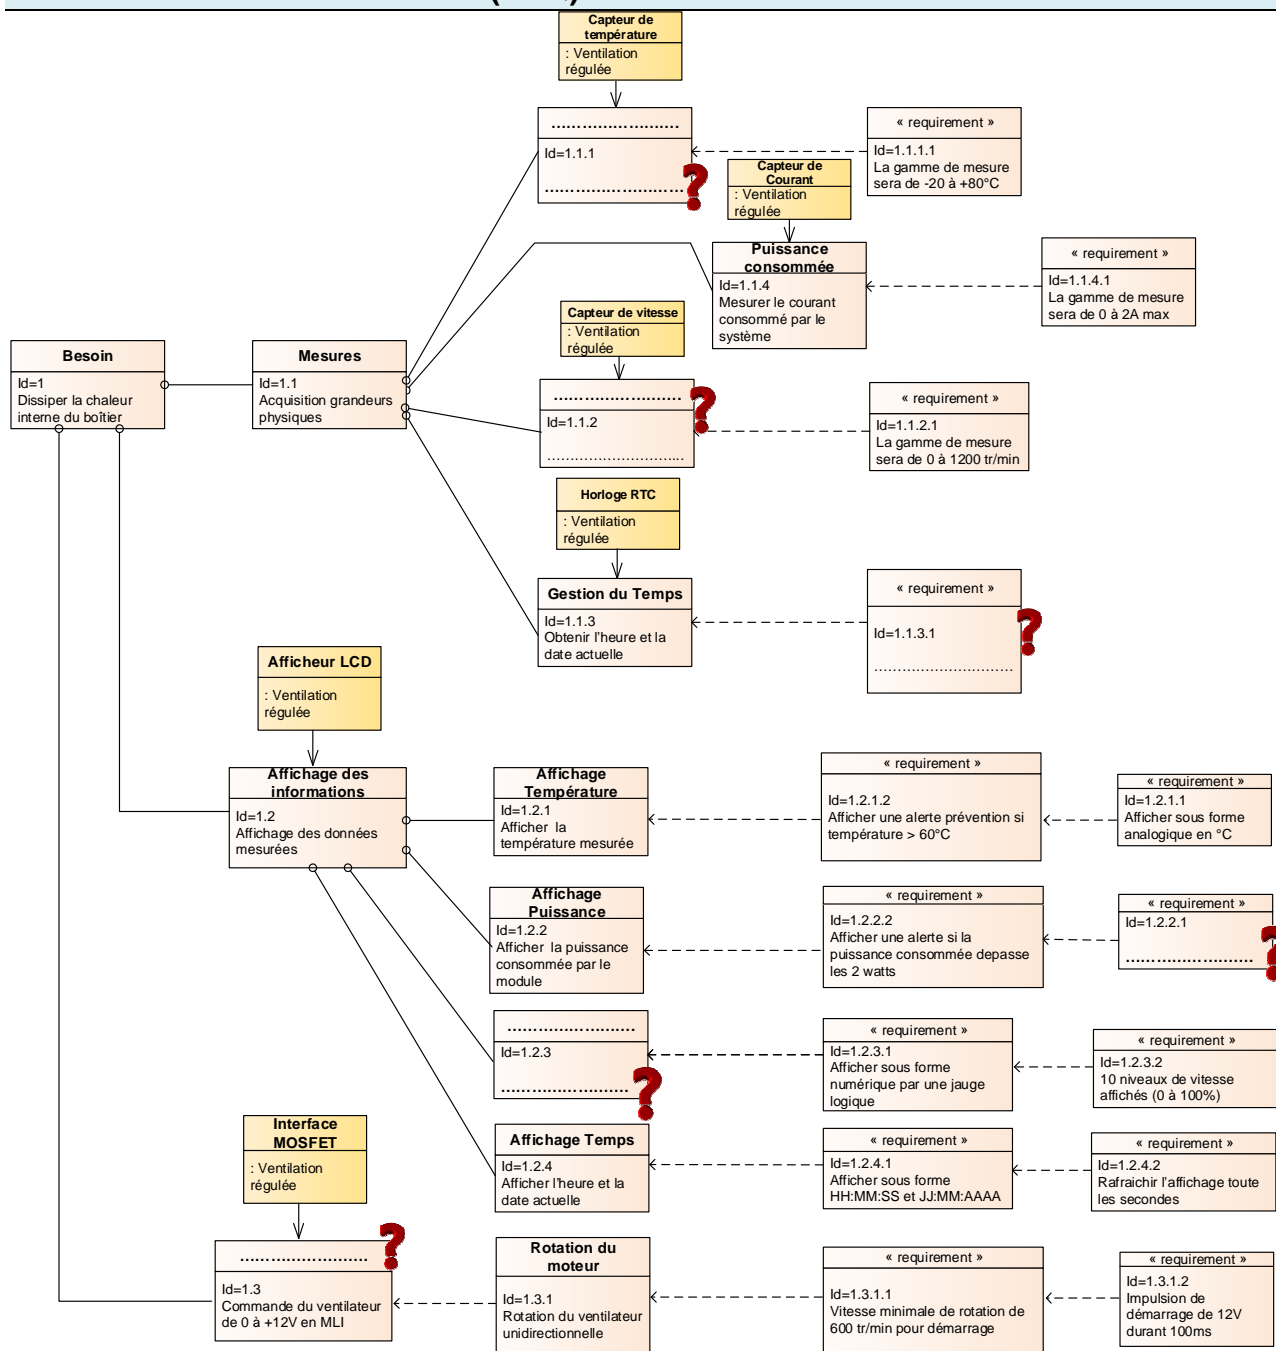 Capteur de
température
: Ventilation
régulée
..............................
Id=1.1.1
..............................
« requirement »
Id=1.1.1.1
La gamme de mesure
sera de -20 à +80°C
Capteur de
Courant
: Ventilation
régulée
Puissance
consommée
Id=1.1.4
Mesurer le courant
consommé par le
système
« requirement »
Id=1.1.4.1
La gamme de mesure
sera de 0 à 2A max
Capteur de vitesse
: Ventilation
régulée
..............................
Id=1.1.2
..............................
« requirement »
Id=1.1.2.1
La gamme de mesure
sera de 0 à 1200 tr/min
Besoin
Id=1
Dissiper la chaleur
interne du boîtier
Mesures
Id=1.1
Acquisition grandeurs
physiques
Horloge RTC
: Ventilation
régulée
Gestion du Temps
Id=1.1.3
Obtenir l'heure et la
date actuelle
« requirement »
Id=1.1.3.1
..............................
Afficheur LCD
: Ventilation
régulée
Affichage des
informations
Id=1.2
Affichage des données
mesurées
Affichage
Température
Id=1.2.1
Afficher la
température mesurée
« requirement »
Id=1.2.1.2
Afficher une alerte prévention si
température > 60°C
« requirement »
Id=1.2.1.1
Afficher sous forme
analogique en °C
Affichage
Puissance
Id=1.2.2
Afficher la puissance
consommée par le
module
« requirement »
Id=1.2.2.2
Afficher une alerte si la
puissance consommée depasse
les 2 watts
« requirement »
Id=1.2.2.1
..............................
..............................
Id=1.2.3
..............................
« requirement »
Id=1.2.3.1
Afficher sous forme
numérique par une jauge
logique
« requirement »
Id=1.2.3.2
10 niveaux de vitesse
affichés (0 à 100%)
Affichage Temps
Id=1.2.4
Afficher l'heure et la
date actuelle
« requirement »
Id=1.2.4.1
Afficher sous forme
HH:MM:SS et JJ:MM:AAAA
« requirement »
Id=1.2.4.2
Rafraichir l'affichage toute
les secondes
Interface
MOSFET
: Ventilation
régulée
..............................
Id=1.3
Commande du ventilateur
de 0 à +12V en MLI
Rotation du
moteur
Id=1.3.1
Rotation du ventilateur
unidirectionnelle
« requirement »
Id=1.3.1.1
Vitesse minimale de rotation de
600 tr/min pour démarrage
« requirement »
Id=1.3.1.2
Impulsion de
démarrage de 12V
durant 100ms